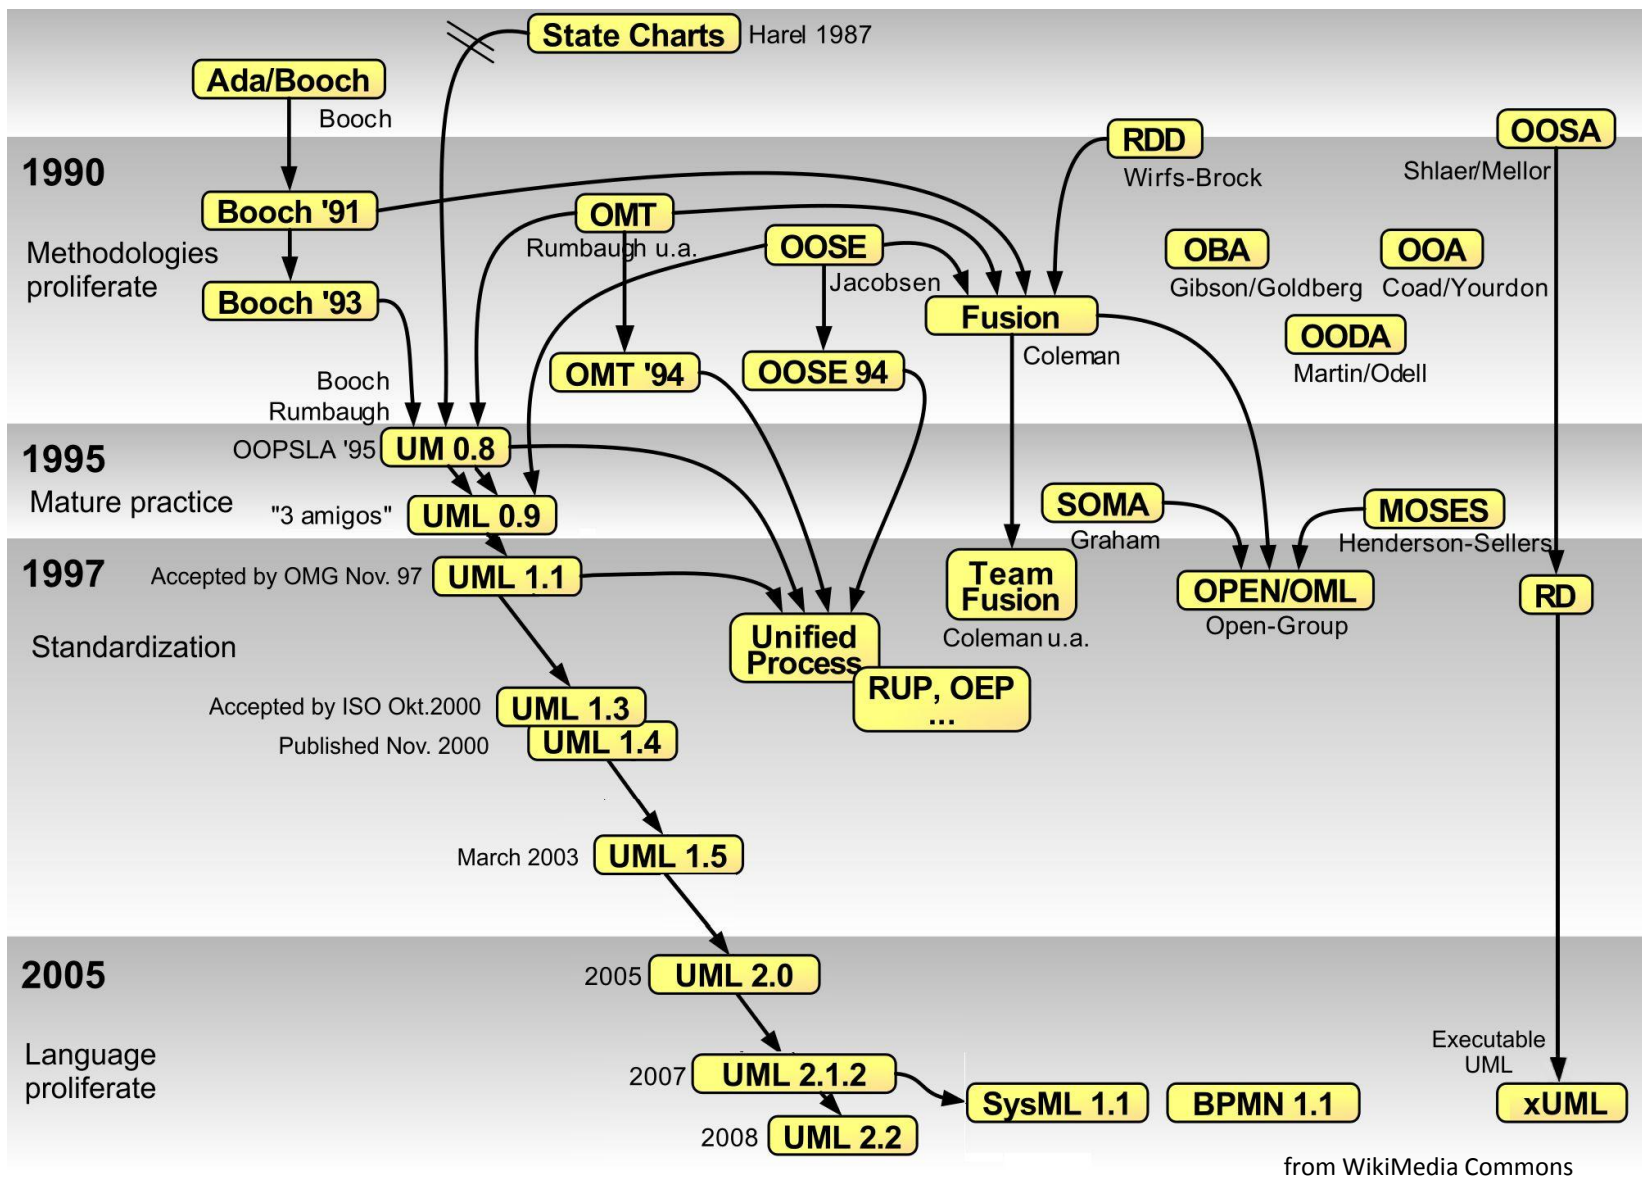 State Charts
Harel 1987
Ada/Booch
Booch
RDD
Wirfs-Brock
OOSA
Shlaer/Mellor
1990
Methodologies
proliferate
Booch '91
OMT
Rumbaugh u.a.
OOSE
Jacobsen
OBA
Gibson/Goldberg
OOA
Coad/Yourdon
Booch '93
Fusion
Coleman
OODA
Martin/Odell
OMT '94
OOSE 94
Booch
Rumbaugh
1995
Mature practice
OOPSLA '95
UM 0.8
"3 amigos"
UML 0.9
SOMA
Graham
MOSES
Henderson-Sellers
1997
Standardization
Accepted by OMG Nov. 97
UML 1.1
Team
Fusion
Coleman u.a.
OPEN/OML
Open-Group
RD
Unified
Process
RUP, OEP
...
Accepted by ISO Okt.2000
UML 1.3
Published Nov. 2000
UML 1.4
March 2003
UML 1.5
2005
Language
proliferate
2005
UML 2.0
2007
UML 2.1.2
2008
UML 2.2
SysML 1.1
BPMN 1.1
Executable
UML
xUML
from WikiMedia Commons